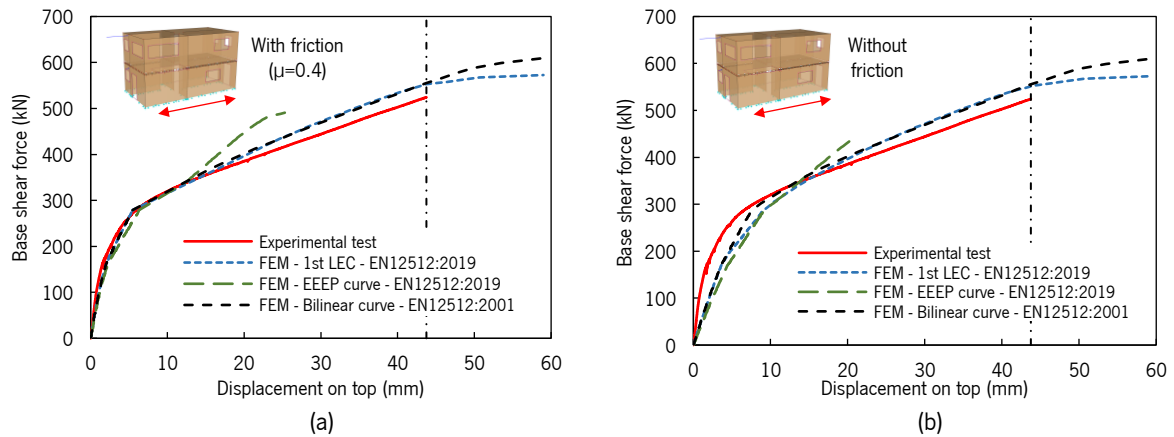 700
600
500
400
300
200
100
0
Base shear force (kN)
With friction
(μ=0.4)
Experimental test
FEM - 1st LEC - EN12512:2019
FEM - EEEP curve - EN12512:2019
FEM - Bilinear curve - EN12512:2001
0 10 20 30 40 50 60
Displacement on top (mm)
(a)
700
600
500
400
300
200
100
0
Base shear force (kN)
Without
friction
Experimental test
FEM - 1st LEC - EN12512:2019
FEM - EEEP curve - EN12512:2019
FEM - Bilinear curve - EN12512:2001
0 10 20 30 40 50 60
Displacement on top (mm)
(b)